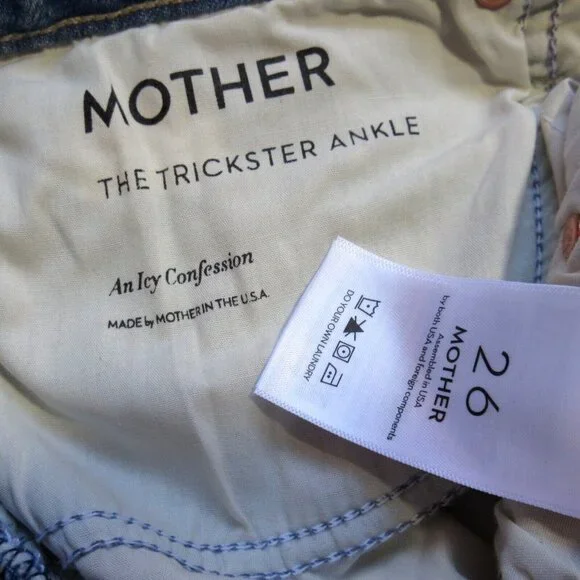 MOTHER
THE TRICKSTER ANKLE
An Icy Confession
MADE by MOTHER IN THE U.S.A.
DO YOUR OWN LAUNDRY
26
MOTHER
Assembled in USA
by both USA and foreign components